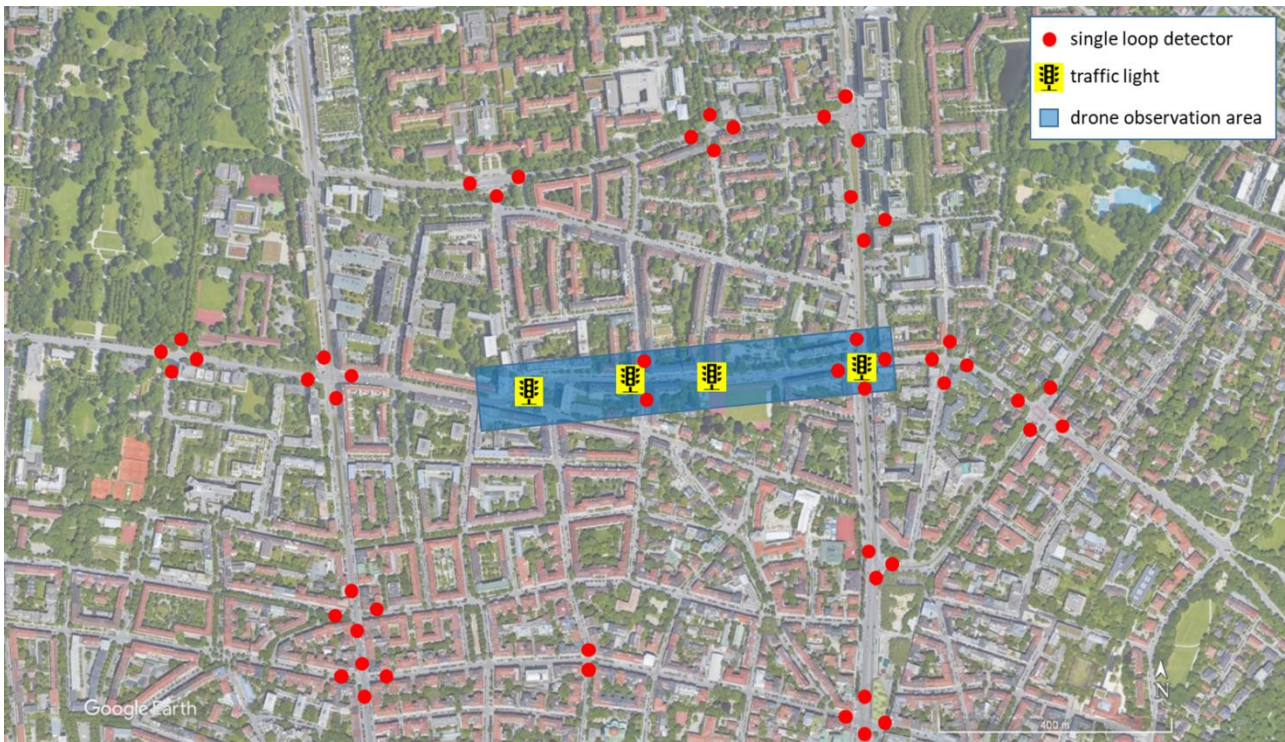 single loop detector
traffic light
drone observation area
N
400 m
Google Earth